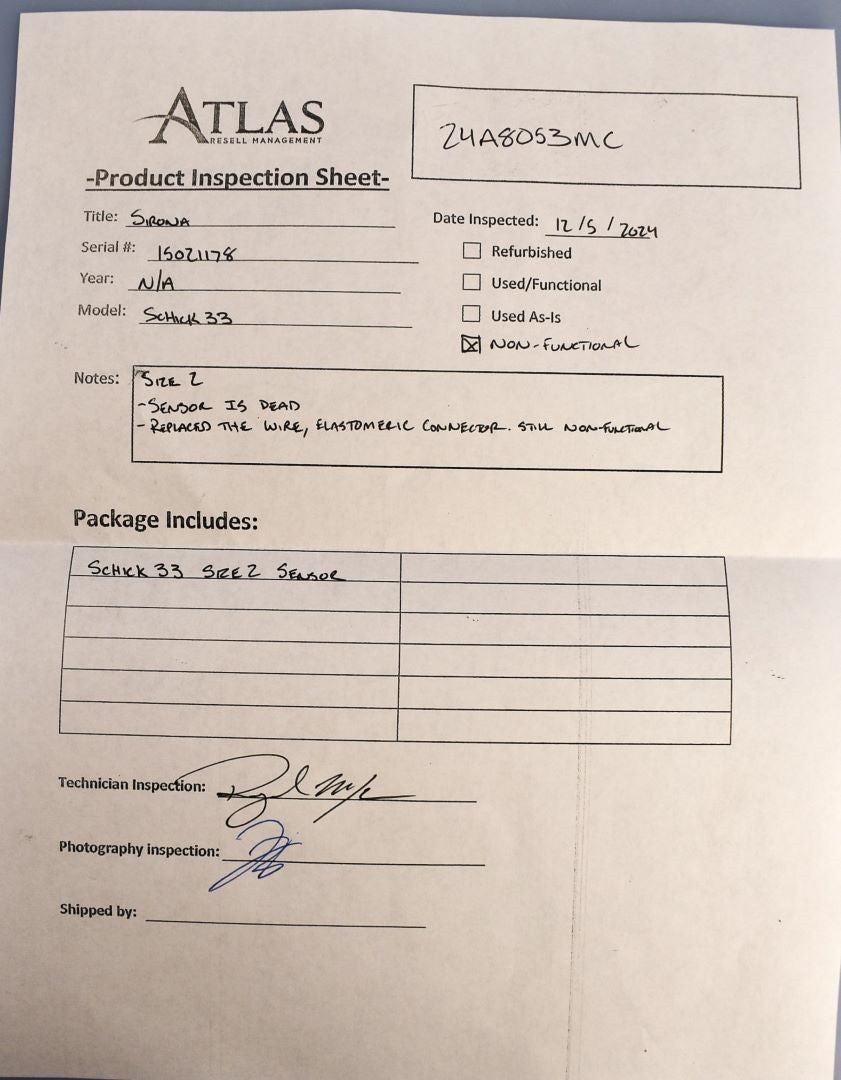 ATLAS
RESELL MANAGEMENT
24A8053MC
-Product Inspection Sheet-
Title: SIRONA
Date Inspected: 12/5/2024
Serial #: 15021178
Refurbished
Year: N/A
Used/Functional
Model: SCHICK 33
Used As-Is
NON-FUNCTIONAL
Notes: SIZE 2
-SENSOR IS DEAD
-REPLACED THE WIRE, ELASTOMERIC CONNECTOR. STILL NON-FUNCTIONAL
Package Includes:
SCHICK 33 SIZE 2 SENSOR
Technician Inspection:
Photography inspection:
Shipped by: